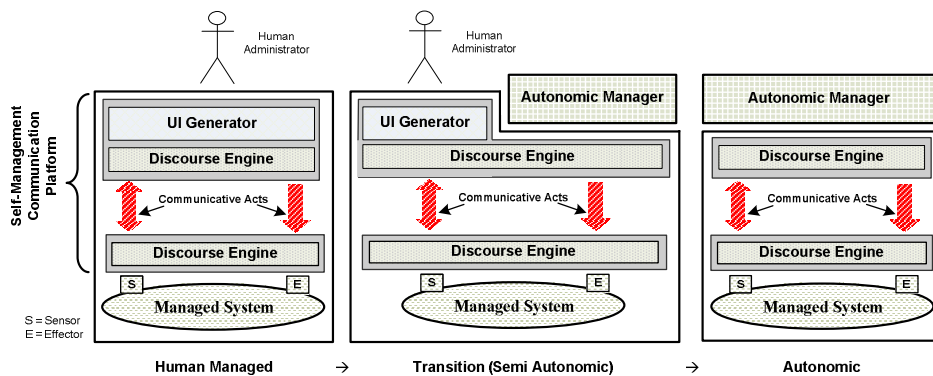 Human
Administrator
Human
Administrator
Self-Management
Communication
Platform
UI Generator
Discourse Engine
Communicative Acts
Discourse Engine
S
E
Managed System
S = Sensor
E = Effector
Autonomic Manager
UI Generator
Discourse Engine
Communicative Acts
Discourse Engine
S
E
Managed System
Autonomic Manager
Discourse Engine
Communicative Acts
Discourse Engine
S
E
Managed System
Human Managed → Transition (Semi Autonomic) → Autonomic